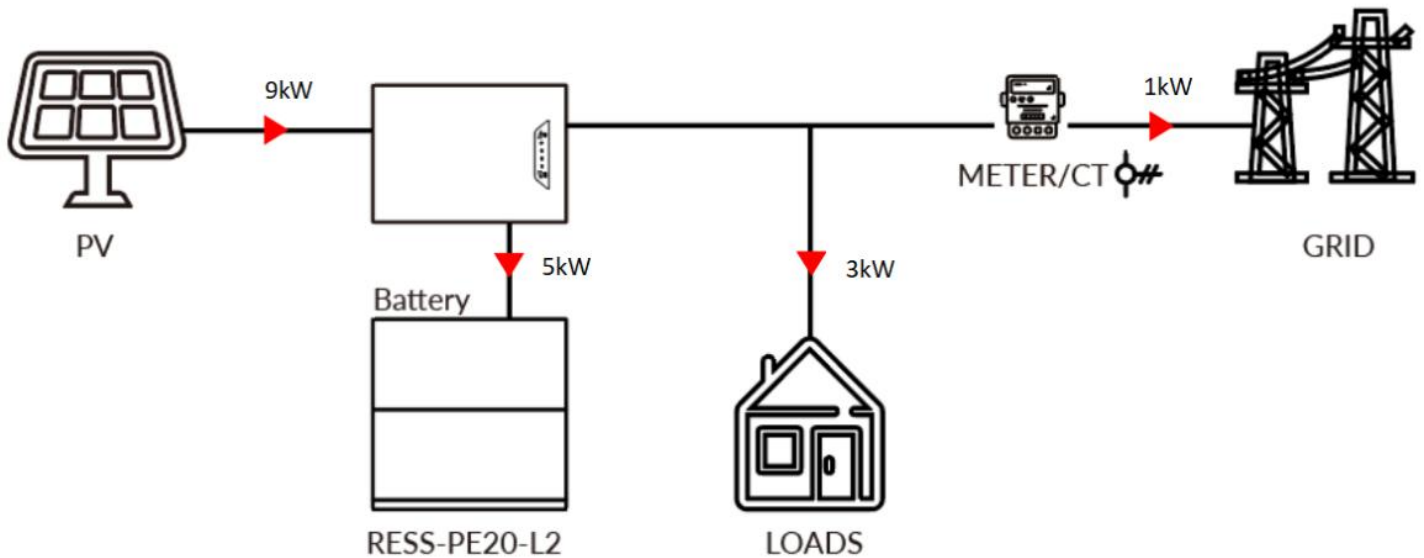 9kW
1kW
METER/CT
PV
GRID
5kW
3kW
Battery
RESS-PE20-L2
LOADS